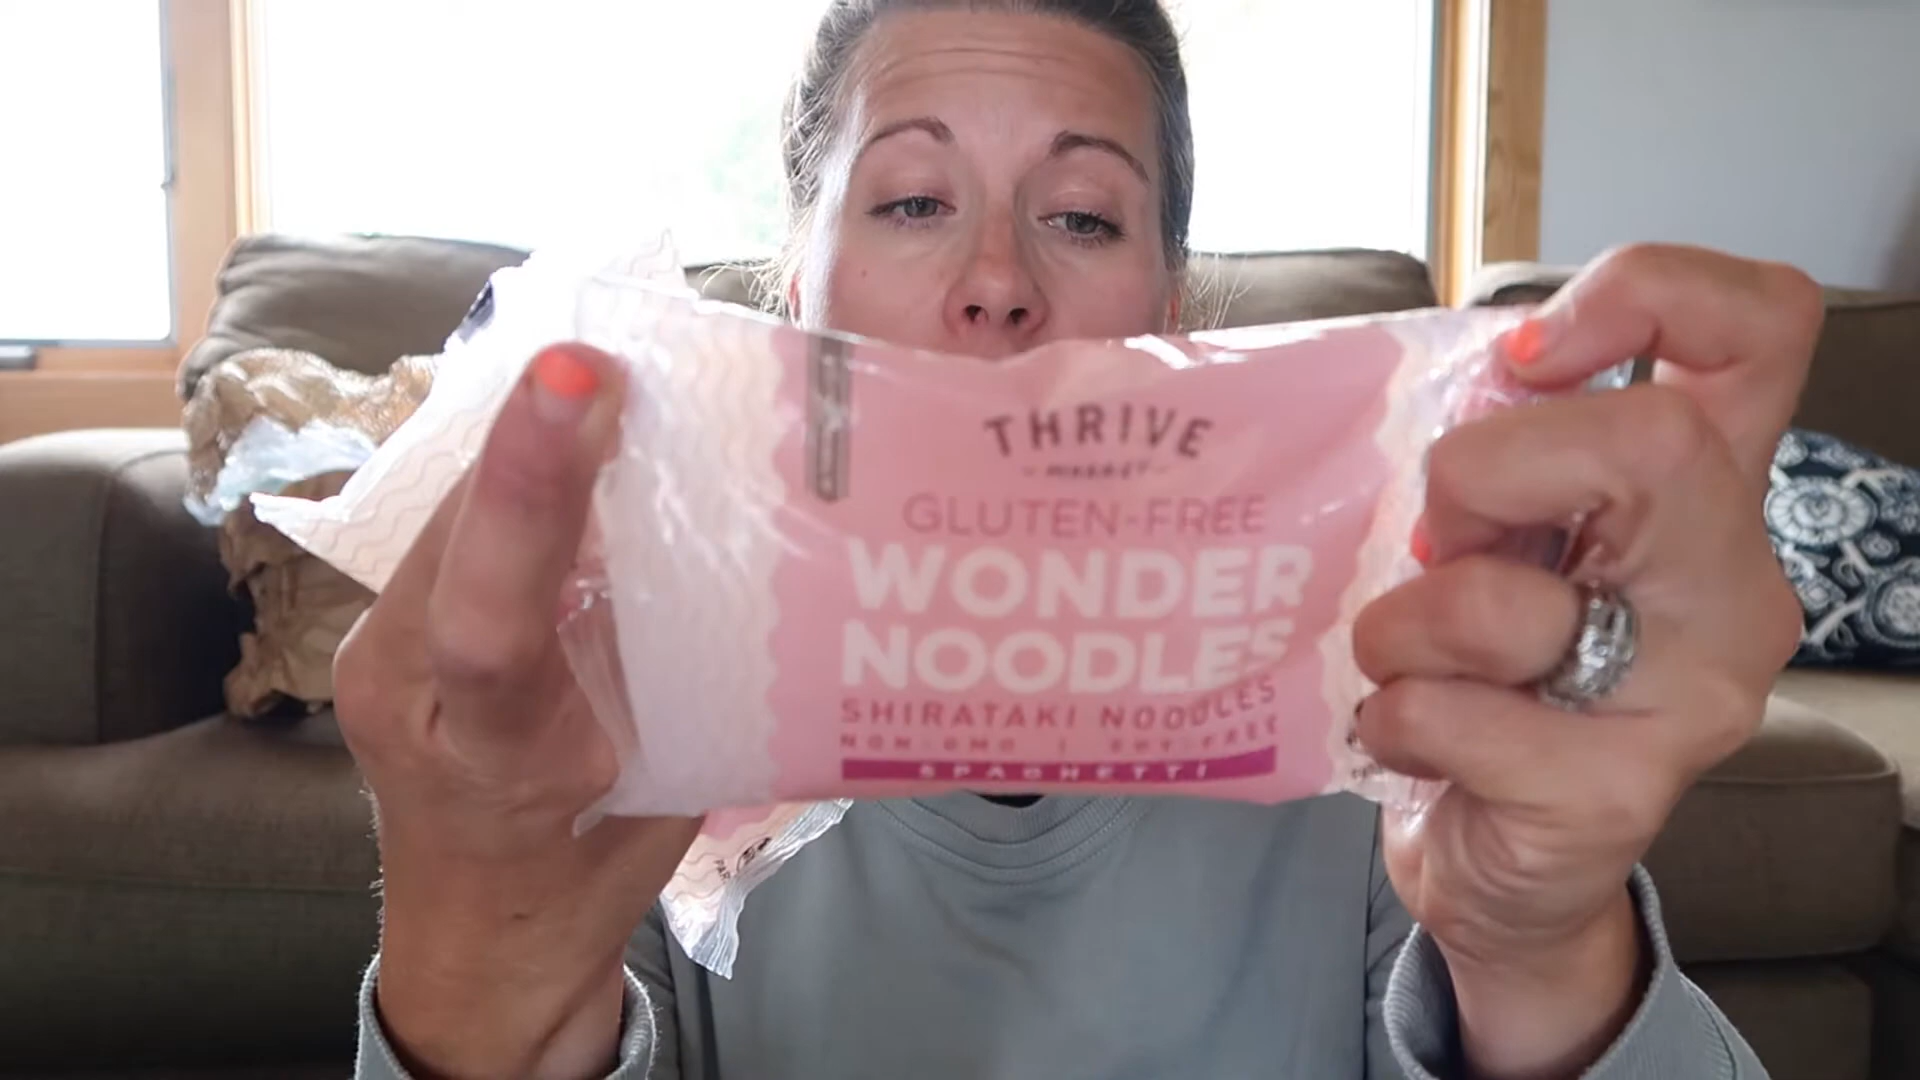 THRIVE
MARKET
GLUTEN-FREE
WONDER
NOODLES
SHIRATAKI NOODLES
NON-GMO | SOY-FREE
SPAGHETTI